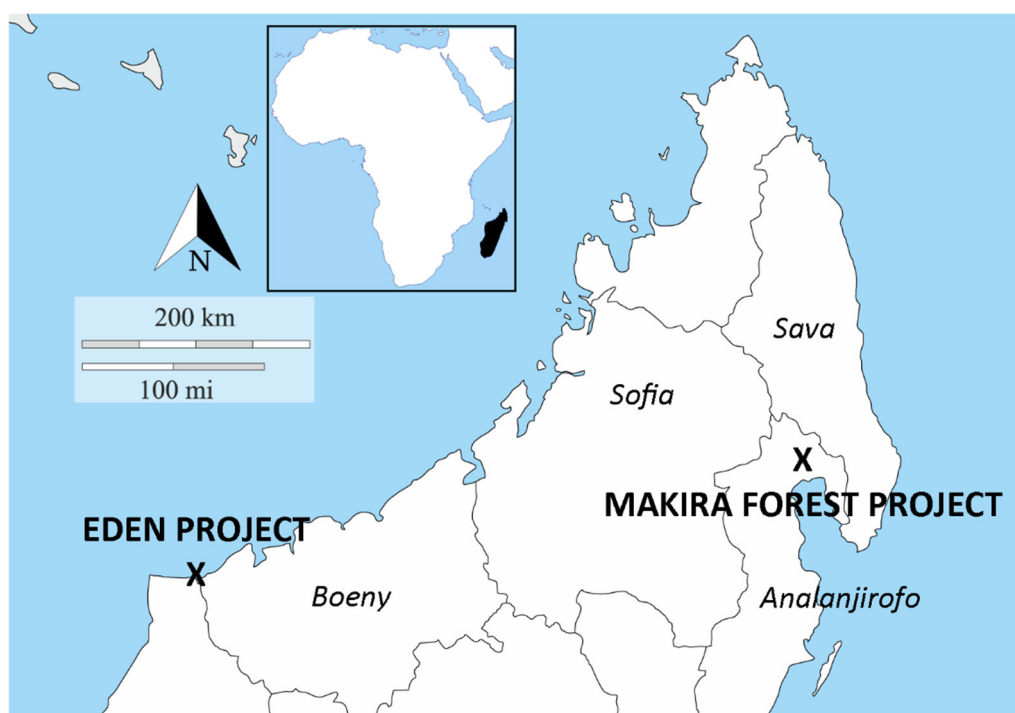 N
200 km
100 mi
Sava
Sofia
X
MAKIRA FOREST PROJECT
EDEN PROJECT
X
Boeny
Analanjirofo